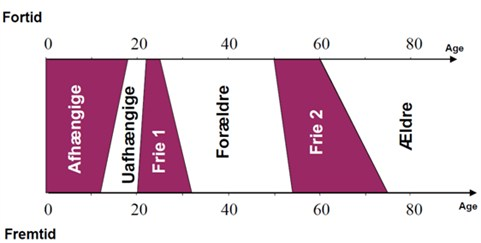 Fortid
0 20 40 60 80 Age
Afhængige
Uafhængige
Frie 1
Forældre
Frie 2
Ældre
0 20 40 60 80 Age
Fremtid